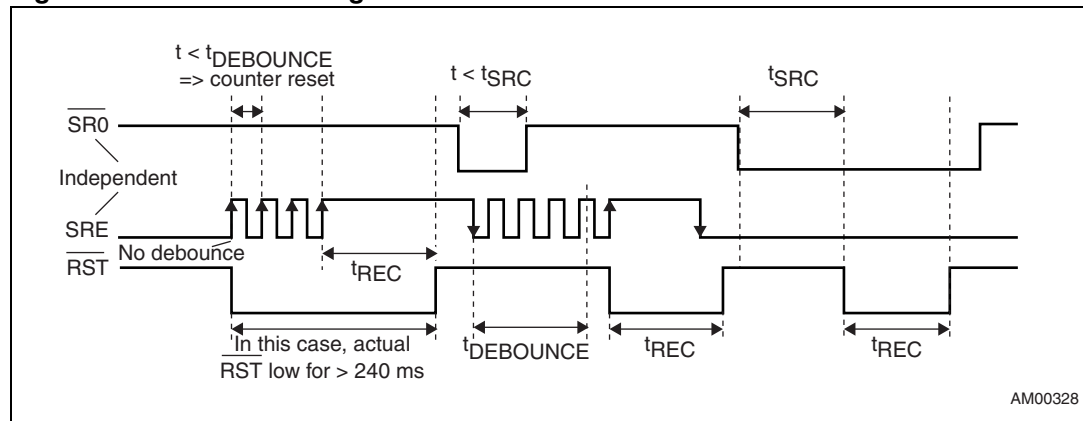 t < tDEBOUNCE
=> counter reset
t < tSRC
tSRC
SR0
Independent
SRE
No debounce
RST
tREC
In this case, actual
RST low for > 240 ms
tDEBOUNCE
tREC
tREC
AM00328